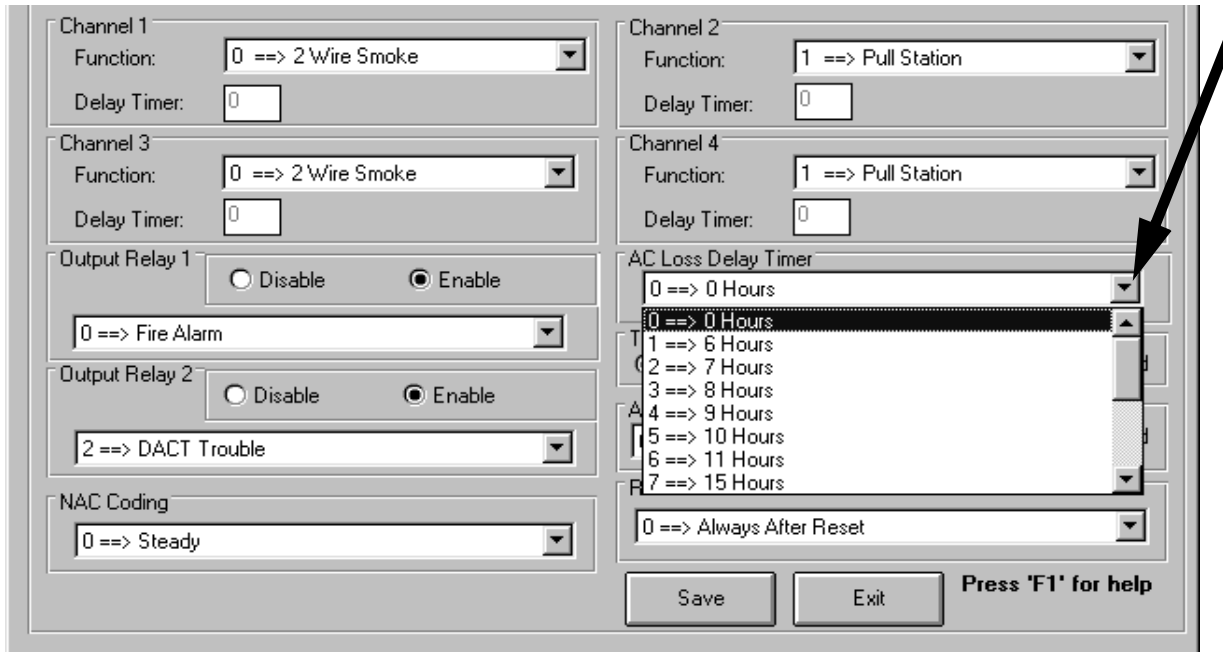 Channel 1
Function: 0 ==> 2 Wire Smoke
Delay Timer: 0
Channel 2
Function: 1 ==> Pull Station
Delay Timer: 0
Channel 3
Function: 0 ==> 2 Wire Smoke
Delay Timer: 0
Channel 4
Function: 1 ==> Pull Station
Delay Timer: 0
Output Relay 1
Disable Enable
0 ==> Fire Alarm
Output Relay 2
Disable Enable
2 ==> DACT Trouble
NAC Coding
0 ==> Steady
AC Loss Delay Timer
0 ==> 0 Hours
0 ==> 0 Hours
1 ==> 6 Hours
2 ==> 7 Hours
3 ==> 8 Hours
4 ==> 9 Hours
5 ==> 10 Hours
6 ==> 11 Hours
7 ==> 15 Hours
0 ==> Always After Reset
Save
Exit
Press 'F1' for help